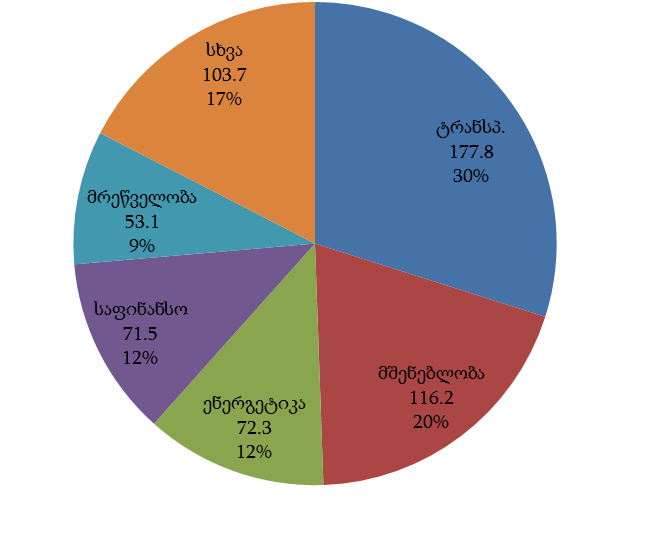 სხვა
103.7
17%
ტრანსპ.
177.8
30%
მრეწველობა
53.1
9%
საფინანსო
71.5
12%
მშენებლობა
116.2
20%
ენერგეტიკა
72.3
12%